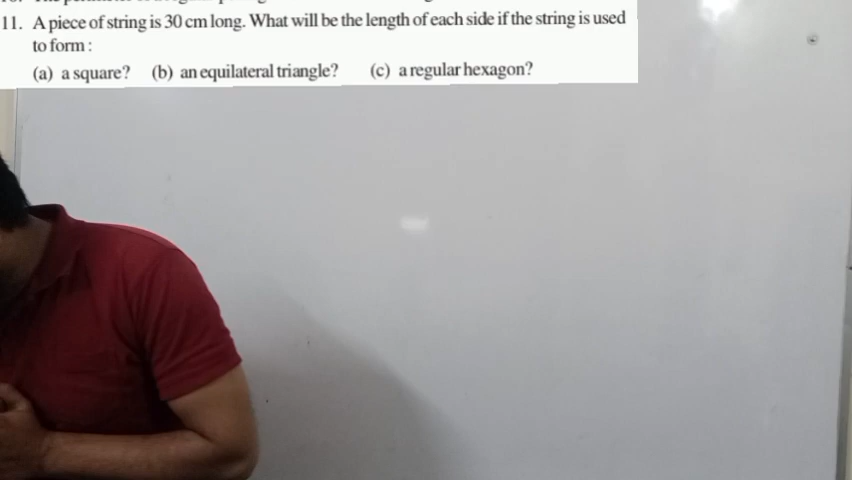 11. A piece of string is 30 cm long. What will be the length of each side if the string is used
to form :
(a) a square? (b) an equilateral triangle? (c) a regular hexagon?